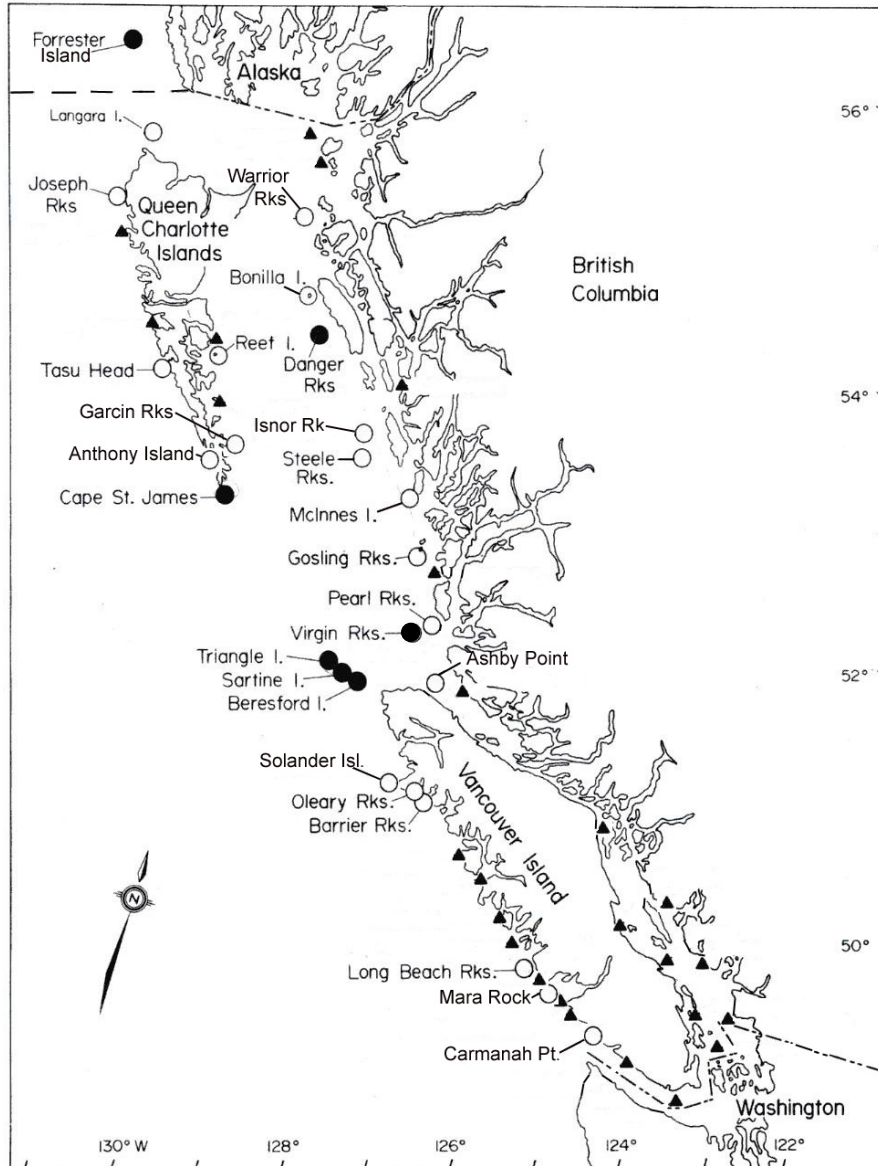 Forrester
Island
Alaska
56°
Langara I.
Joseph
Rks
Warrior
Rks
Queen
Charlotte
Islands
British
Columbia
Bonilla I.
Reet I.
Danger
Rks
Tasu Head
54°
Garcin Rks
Isnor Rk
Anthony Island
Steele
Rks.
Cape St. James
McInnes I.
Gosling Rks.
Pearl Rks.
Virgin Rks.
Triangle I.
Ashby Point
52°
Sartine I.
Beresford I.
Solander Isl.
Vancouver Island
Oleary Rks.
Barrier Rks.
N
50°
Long Beach Rks.
Mara Rock
Carmanah Pt.
Washington
130° W
128°
126°
124°
122°